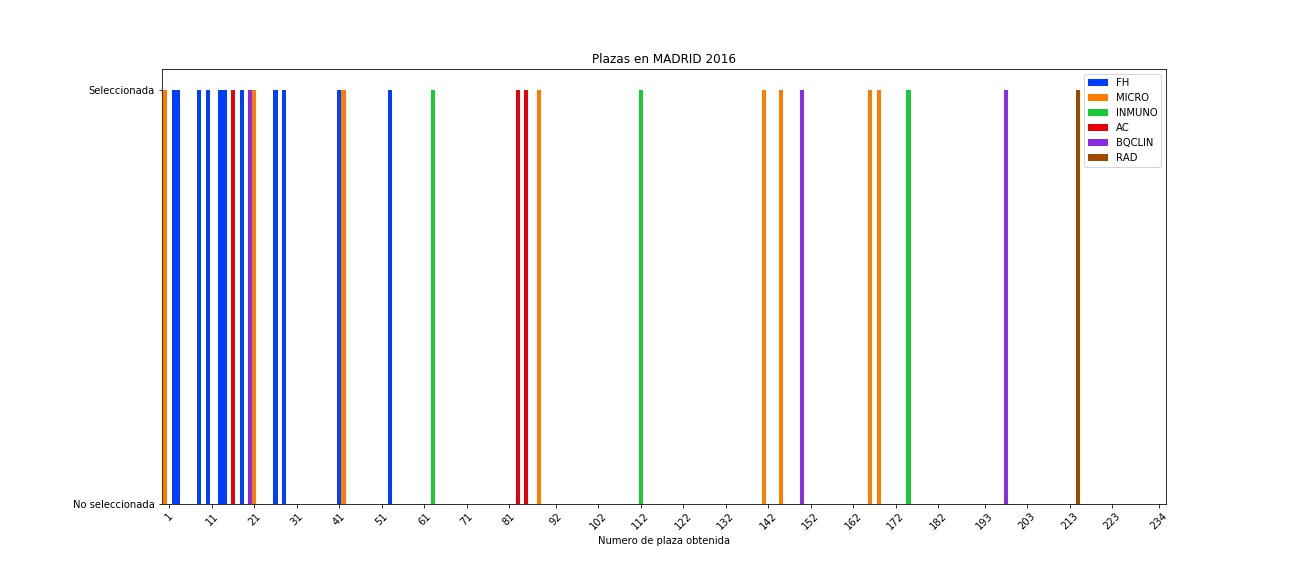 Plazas en MADRID 2016
Seleccionada
No seleccionada
FH
MICRO
INMUNO
AC
BQCLIN
RAD
1 11 21 31 41 51 61 71 81 92 102 112 122 132 142 152 162 172 182 193 203 213 223 234
Numero de plaza obtenida